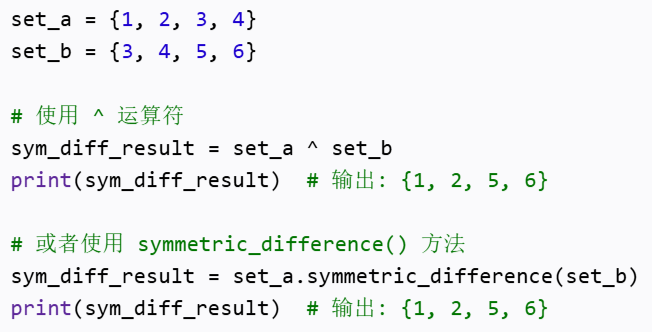 set_a = {1, 2, 3, 4}
set_b = {3, 4, 5, 6}
# 使用 ^ 运算符
sym_diff_result = set_a ^ set_b
print(sym_diff_result)  # 输出: {1, 2, 5, 6}
# 或者使用 symmetric_difference() 方法
sym_diff_result = set_a.symmetric_difference(set_b)
print(sym_diff_result)  # 输出: {1, 2, 5, 6}